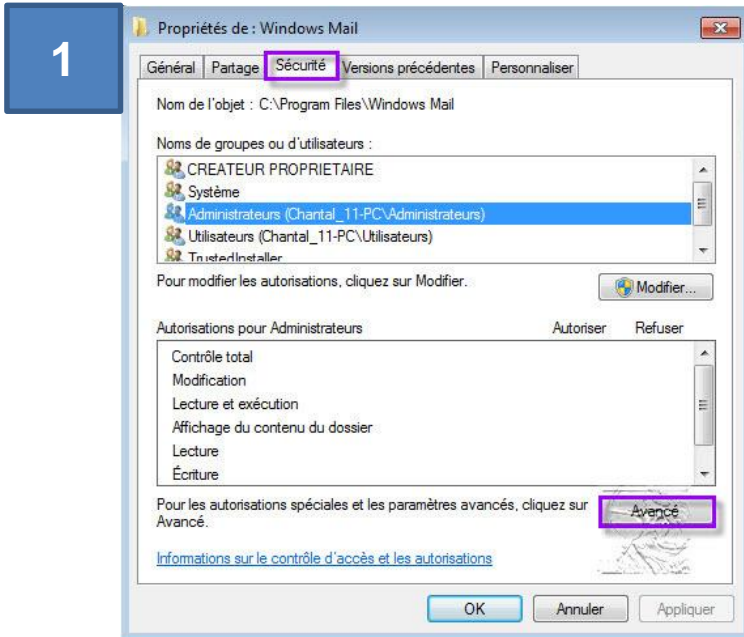 1
Propriétés de : Windows Mail
Général Partage Sécurité Versions précédentes Personnaliser
Nom de l'objet : C:\Program Files\Windows Mail
Noms de groupes ou d'utilisateurs :
CREATEUR PROPRIETAIRE
Système
Administrateurs (Chantal_11-PC\Administrateurs)
Utilisateurs (Chantal_11-PC\Utilisateurs)
TrustedInstaller
Pour modifier les autorisations, cliquez sur Modifier.
Modifier...
Autorisations pour Administrateurs Autoriser Refuser
Contrôle total
Modification
Lecture et exécution
Affichage du contenu du dossier
Lecture
Écriture
Pour les autorisations spéciales et les paramètres avancés, cliquez sur
Avancé.
Avancé
Informations sur le contrôle d'accès et les autorisations
OK Annuler Appliquer